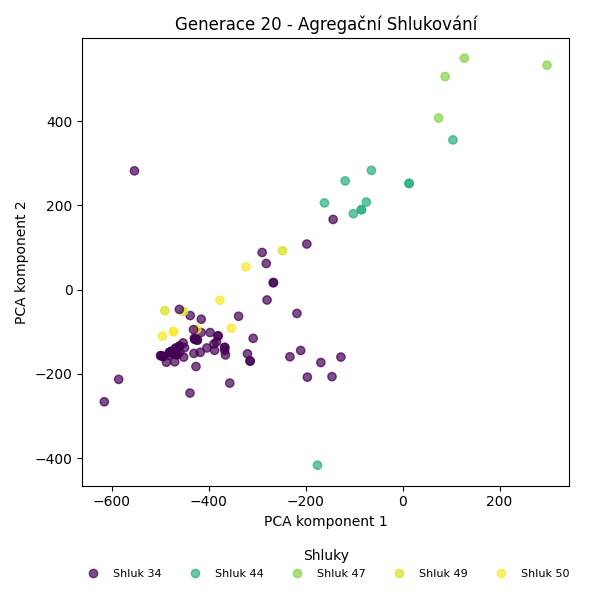 Generace 20 - Agregační Shlukování
PCA komponent 2
400
200
0
−200
−400
−600
−400
−200
0
200
PCA komponent 1
Shluky
Shluk 34
Shluk 44
Shluk 47
Shluk 49
Shluk 50